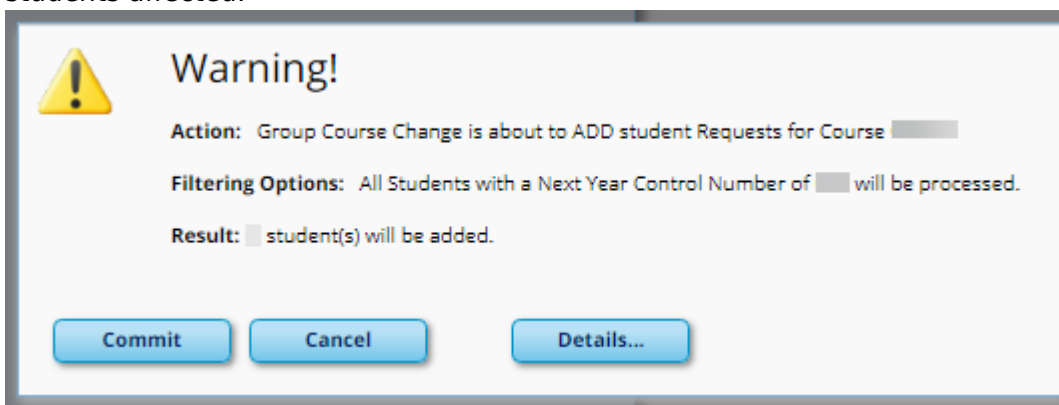 Warning!
Action: Group Course Change is about to ADD student Requests for Course
Filtering Options: All Students with a Next Year Control Number of will be processed.
Result: student(s) will be added.
Commit Cancel Details...